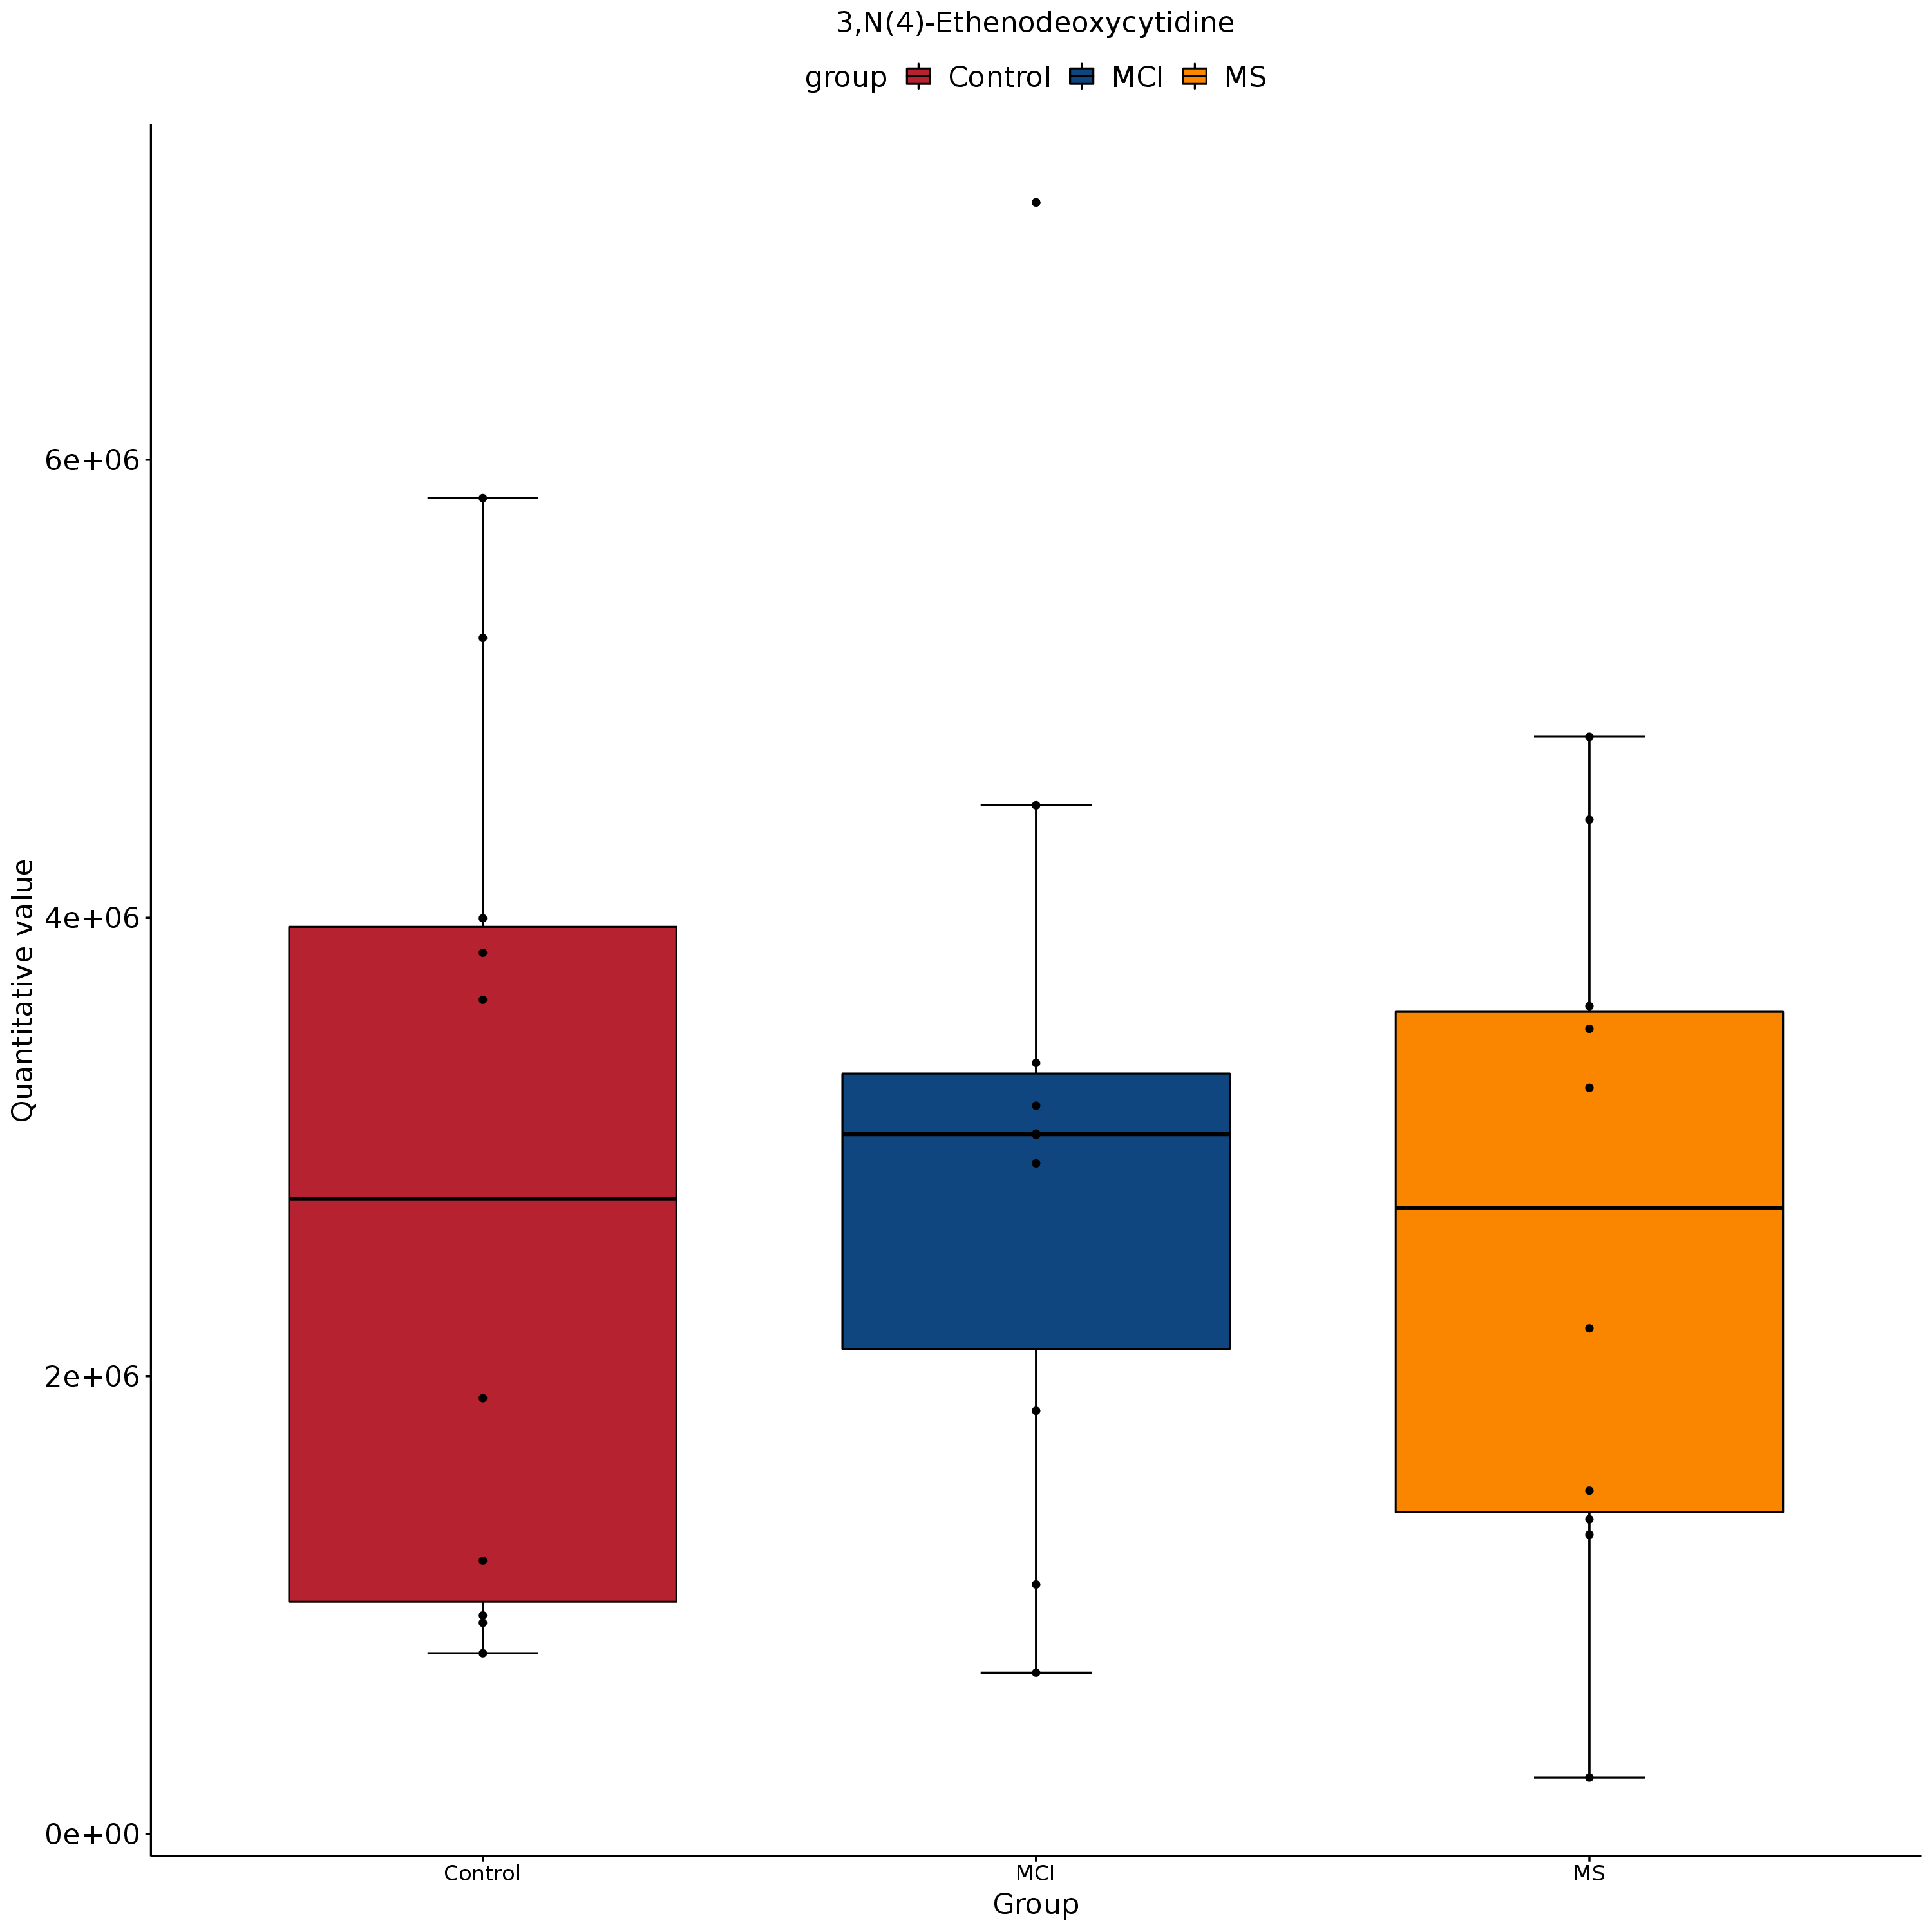 3,N(4)-Ethenodeoxycytidine
group Control MCI MS
Quantitative value
6e+06
4e+06
2e+06
0e+00
Control MCI MS
Group